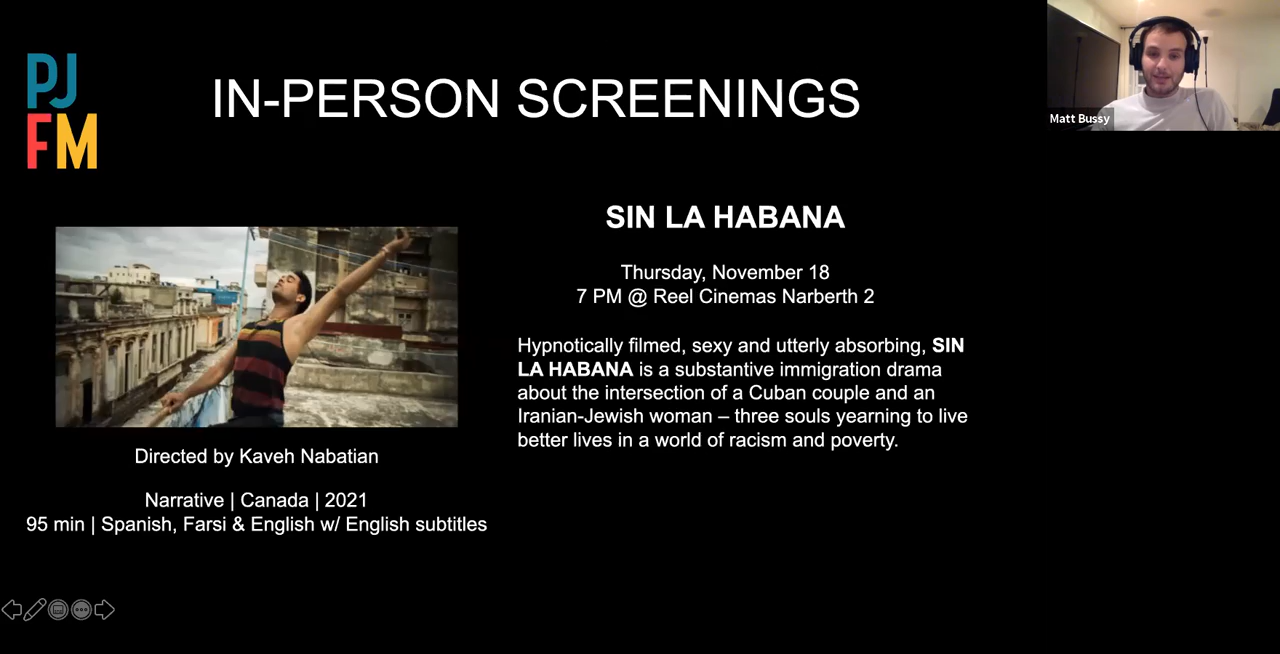 PJ
FM
IN-PERSON SCREENINGS
Matt Bussy
SIN LA HABANA
Thursday, November 18
7 PM @ Reel Cinemas Narberth 2
Hypnotically filmed, sexy and utterly absorbing, SIN
LA HABANA is a substantive immigration drama
about the intersection of a Cuban couple and an
Iranian-Jewish woman – three souls yearning to live
better lives in a world of racism and poverty.
Directed by Kaveh Nabatian
Narrative | Canada | 2021
95 min | Spanish, Farsi & English w/ English subtitles